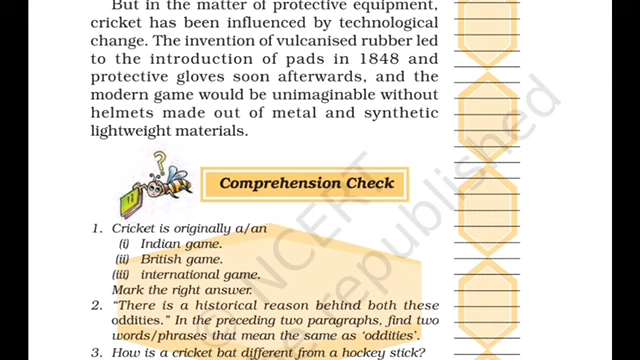 But in the matter of protective equipment,
cricket has been influenced by technological
change. The invention of vulcanised rubber led
to the introduction of pads in 1848 and
protective gloves soon afterwards, and the
modern game would be unimaginable without
helmets made out of metal and synthetic
lightweight materials.
?
Comprehension Check
1. Cricket is originally a/an
(i) Indian game.
(ii) British game.
(iii) international game.
Mark the right answer.
2. “There is a historical reason behind both these
oddities.” In the preceding two paragraphs, find two
words/phrases that mean the same as ‘oddities’.
3. How is a cricket bat different from a hockey stick?
© NCERT
republished